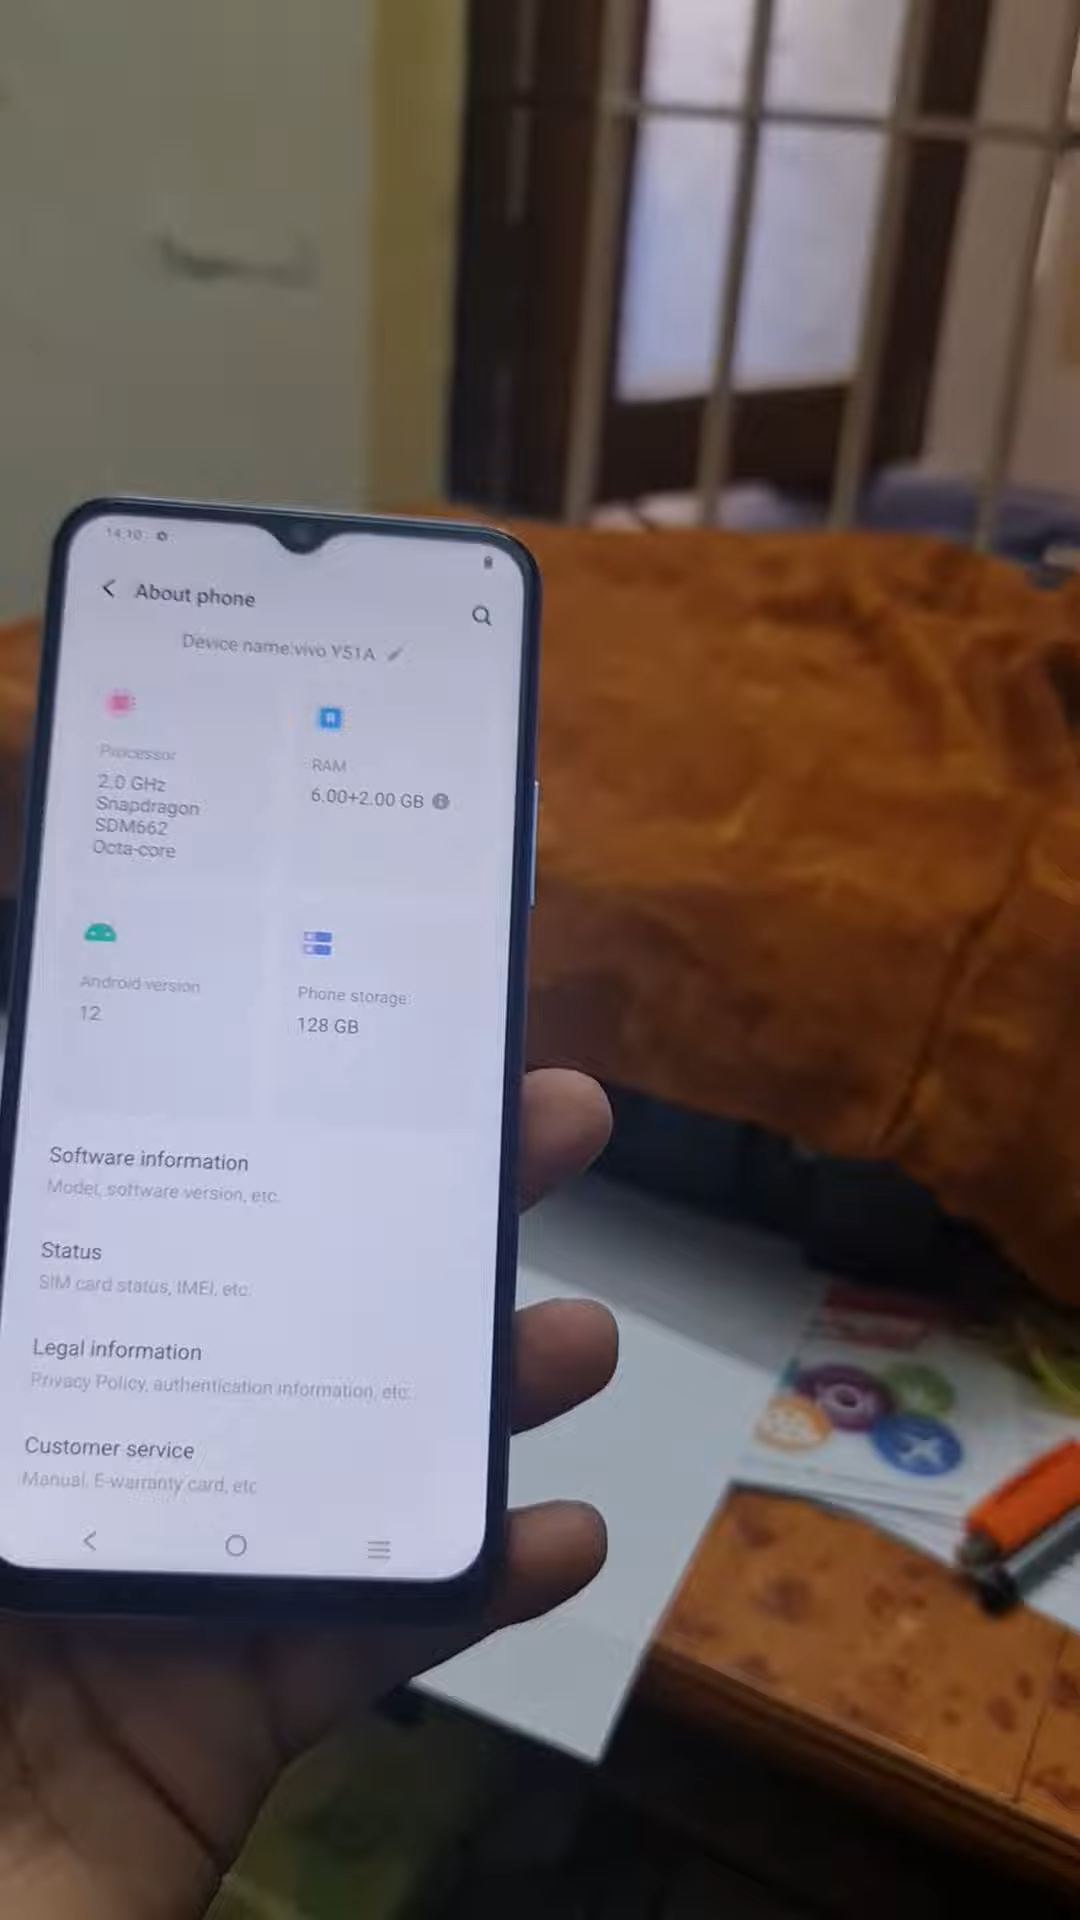 14:10
About phone
Device name:vivo Y51A
Processor
2.0 GHz
Snapdragon
SDM662
Octa-core
RAM
6.00+2.00 GB
Android version
12
Phone storage
128 GB
Software information
Model, software version, etc.
Status
SIM card status, IMEI, etc.
Legal information
Privacy Policy, authentication information, etc.
Customer service
Manual, E-warranty card, etc